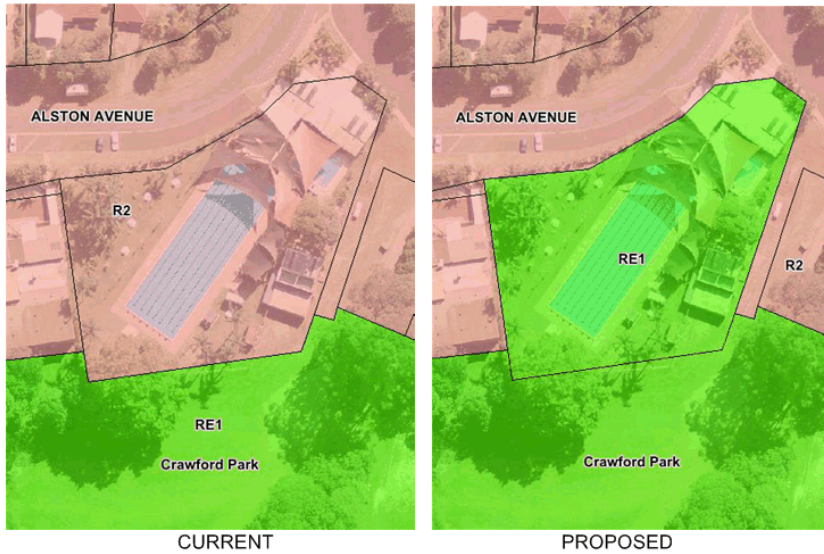 ALSTON AVENUE
R2
RE1
Crawford Park
CURRENT
ALSTON AVENUE
RE1
R2
Crawford Park
PROPOSED